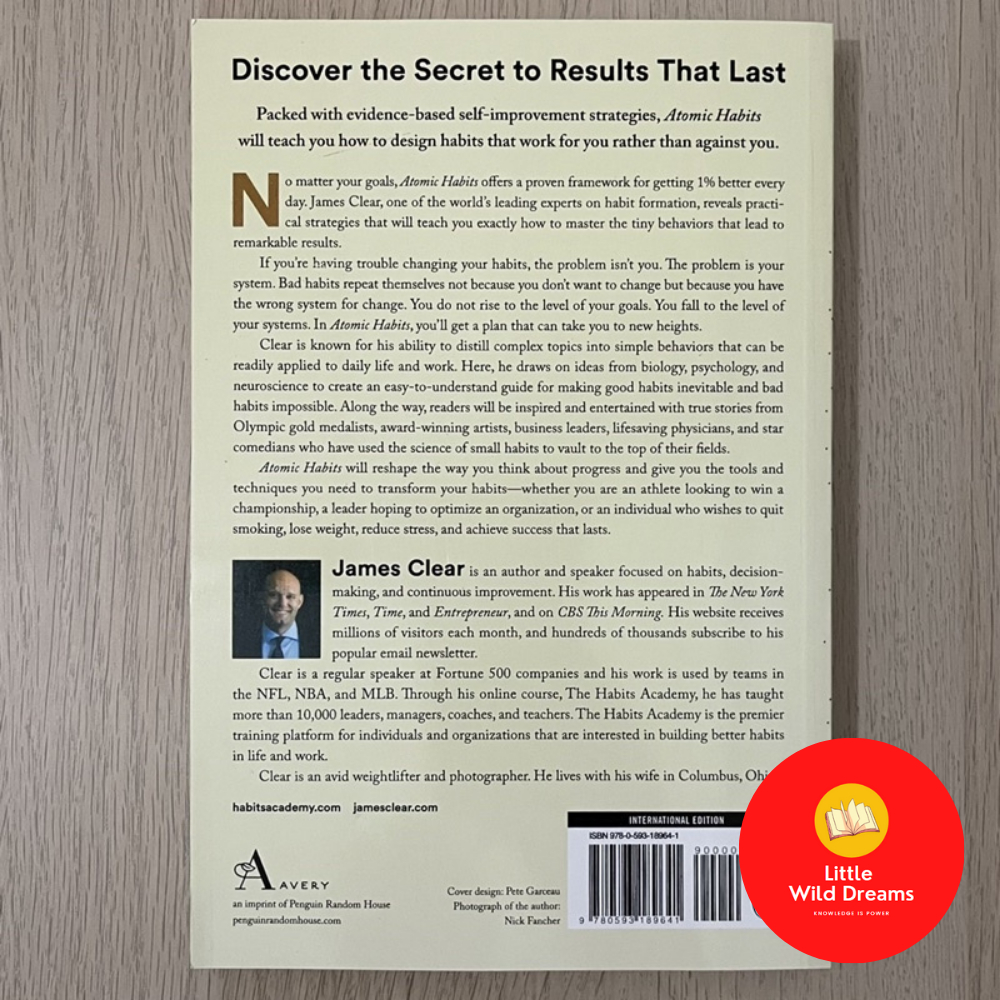 Discover the Secret to Results That Last
Packed with evidence-based self-improvement strategies, Atomic Habits
will teach you how to design habits that work for you rather than against you.
No matter your goals, Atomic Habits offers a proven framework for getting 1% better every
day. James Clear, one of the world's leading experts on habit formation, reveals practi-
cal strategies that will teach you exactly how to master the tiny behaviors that lead to
remarkable results.
If you're having trouble changing your habits, the problem isn't you. The problem is your
system. Bad habits repeat themselves not because you don't want to change but because you have
the wrong system for change. You do not rise to the level of your goals. You fall to the level of
your systems. In Atomic Habits, you'll get a plan that can take you to new heights.
Clear is known for his ability to distill complex topics into simple behaviors that can be
readily applied to daily life and work. Here, he draws on ideas from biology, psychology, and
neuroscience to create an easy-to-understand guide for making good habits inevitable and bad
habits impossible. Along the way, readers will be inspired and entertained with true stories from
Olympic gold medalists, award-winning artists, business leaders, lifesaving physicians, and star
comedians who have used the science of small habits to vault to the top of their fields.
Atomic Habits will reshape the way you think about progress and give you the tools and
techniques you need to transform your habits—whether you are an athlete looking to win a
championship, a leader hoping to optimize an organization, or an individual who wishes to quit
smoking, lose weight, reduce stress, and achieve success that lasts.
James Clear is an author and speaker focused on habits, decision-
making, and continuous improvement. His work has appeared in The New York
Times, Time, and Entrepreneur, and on CBS This Morning. His website receives
millions of visitors each month, and hundreds of thousands subscribe to his
popular email newsletter.
Clear is a regular speaker at Fortune 500 companies and his work is used by teams in
the NFL, NBA, and MLB. Through his online course, The Habits Academy, he has taught
more than 10,000 leaders, managers, coaches, and teachers. The Habits Academy is the premier
training platform for individuals and organizations that are interested in building better habits
in life and work.
Clear is an avid weightlifter and photographer. He lives with his wife in Columbus,
habitsacademy.com jamesclear.com
AVERY
an imprint of Penguin Random House
penguinrandomhouse.com
Cover design: Pete Garceau
Photograph of the author:
Nick Fancher
INTERNATIONAL EDITION
ISBN 978-0-593-18964-1
90000
9 780593 189641
Little
Wild Dreams
KNOWLEDGE IS POWER